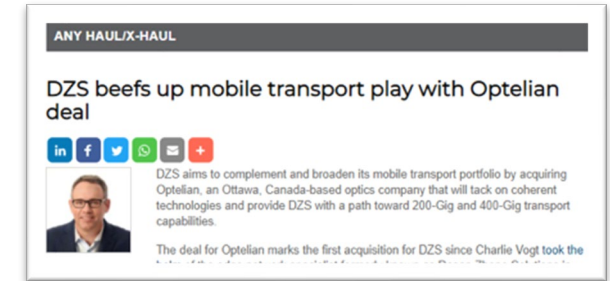 ANY HAUL/X-HAUL
DZS beefs up mobile transport play with Optelian
deal
in f
DZS aims to complement and broaden its mobile transport portfolio by acquiring
Optelian, an Ottawa, Canada-based optics company that will tack on coherent
technologies and provide DZS with a path toward 200-Gig and 400-Gig transport
capabilities.
The deal for Optelian marks the first acquisition for DZS since Charlie Vogt took the